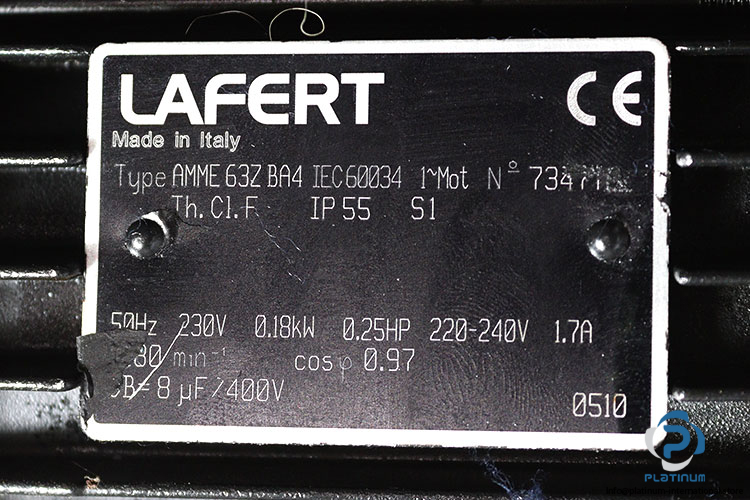 LAFERT
CE
Made in Italy
Type AMME 63Z BA4 IEC60034 1~Mot Nº
Th. Cl. F IP 55 S1
50Hz 230V 0.18kW 0.25HP 220-240V 1.7A
min⁻¹ cos φ 0.97
8 µF/400V
0510
PLATINUM